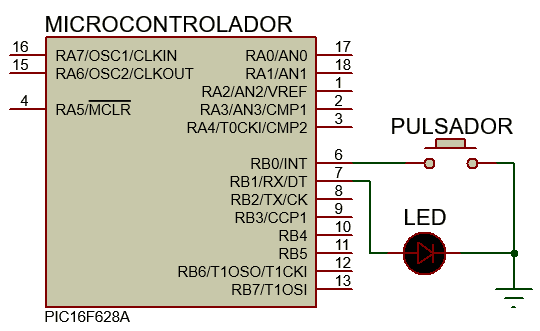 MICROCONTROLADOR
16 RA7/OSC1/CLKIN RA0/AN0 17
15 RA6/OSC2/CLKOUT RA1/AN1 18
RA2/AN2/VREF 1
4 RA5/MCLR RA3/AN3/CMP1 2
RA4/T0CKI/CMP2 3
PULSADOR
RB0/INT 6
RB1/RX/DT 7
RB2/TX/CK 8
RB3/CCP1 9
LED
RB4 10
RB5 11
RB6/T1OSO/T1CKI 12
RB7/T1OSI 13
PIC16F628A